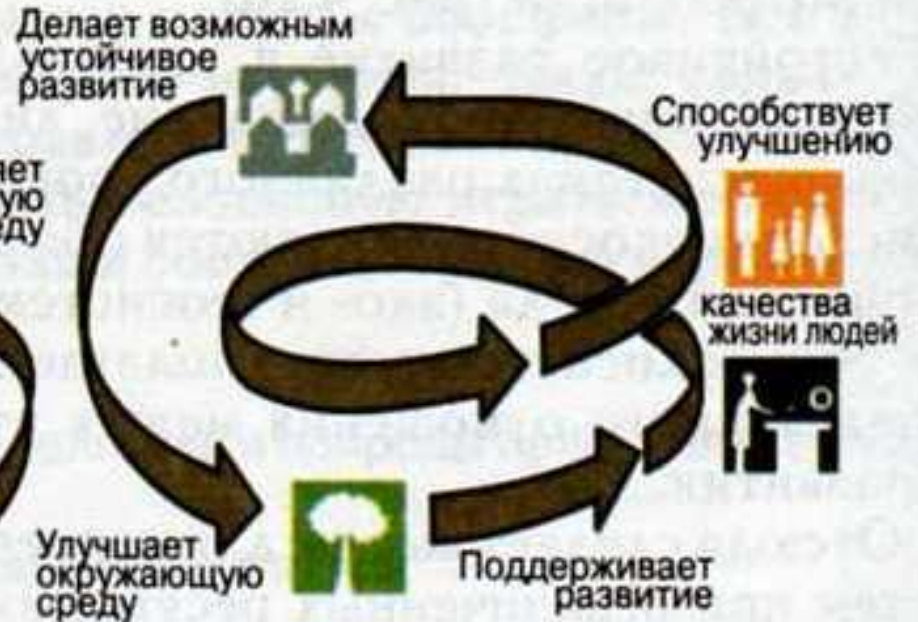 Делает возможным
устойчивое
развитие
Способствует
улучшению
качества
жизни людей
Улучшает
окружающую
среду
Поддерживает
развитие